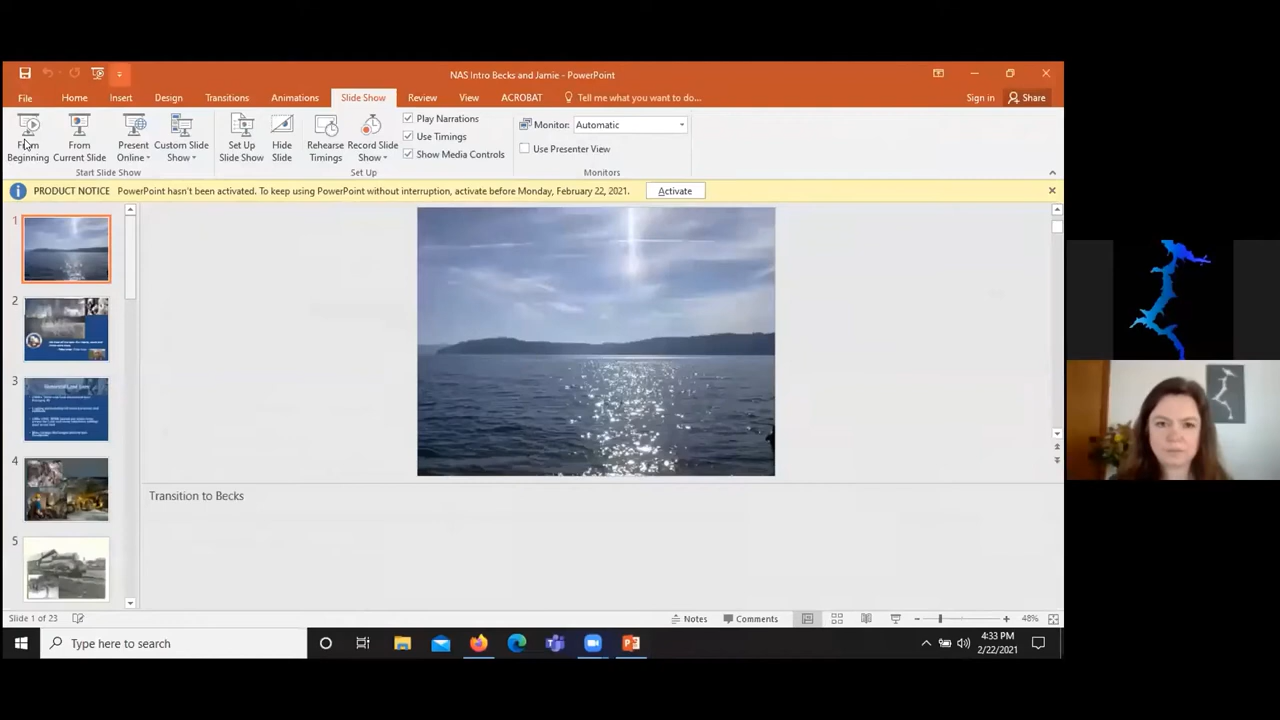 NAS Intro Becks and Jamie - PowerPoint
File Home Insert Design Transitions Animations Slide Show Review View ACROBAT Tell me what you want to do... Sign in Share
From Beginning
From Current Slide
Present Online
Custom Slide Show
Set Up Slide Show
Hide Slide
Rehearse Timings
Record Slide Show
Play Narrations
Use Timings
Show Media Controls
Monitor: Automatic
Use Presenter View
Start Slide Show Set Up Monitors
PRODUCT NOTICE PowerPoint hasn't been activated. To keep using PowerPoint without interruption, activate before Monday, February 22, 2021. Activate
1
2
3
4
5
Transition to Becks
Slide 1 of 23 Notes Comments 48%
Type here to search
4:33 PM
2/22/2021